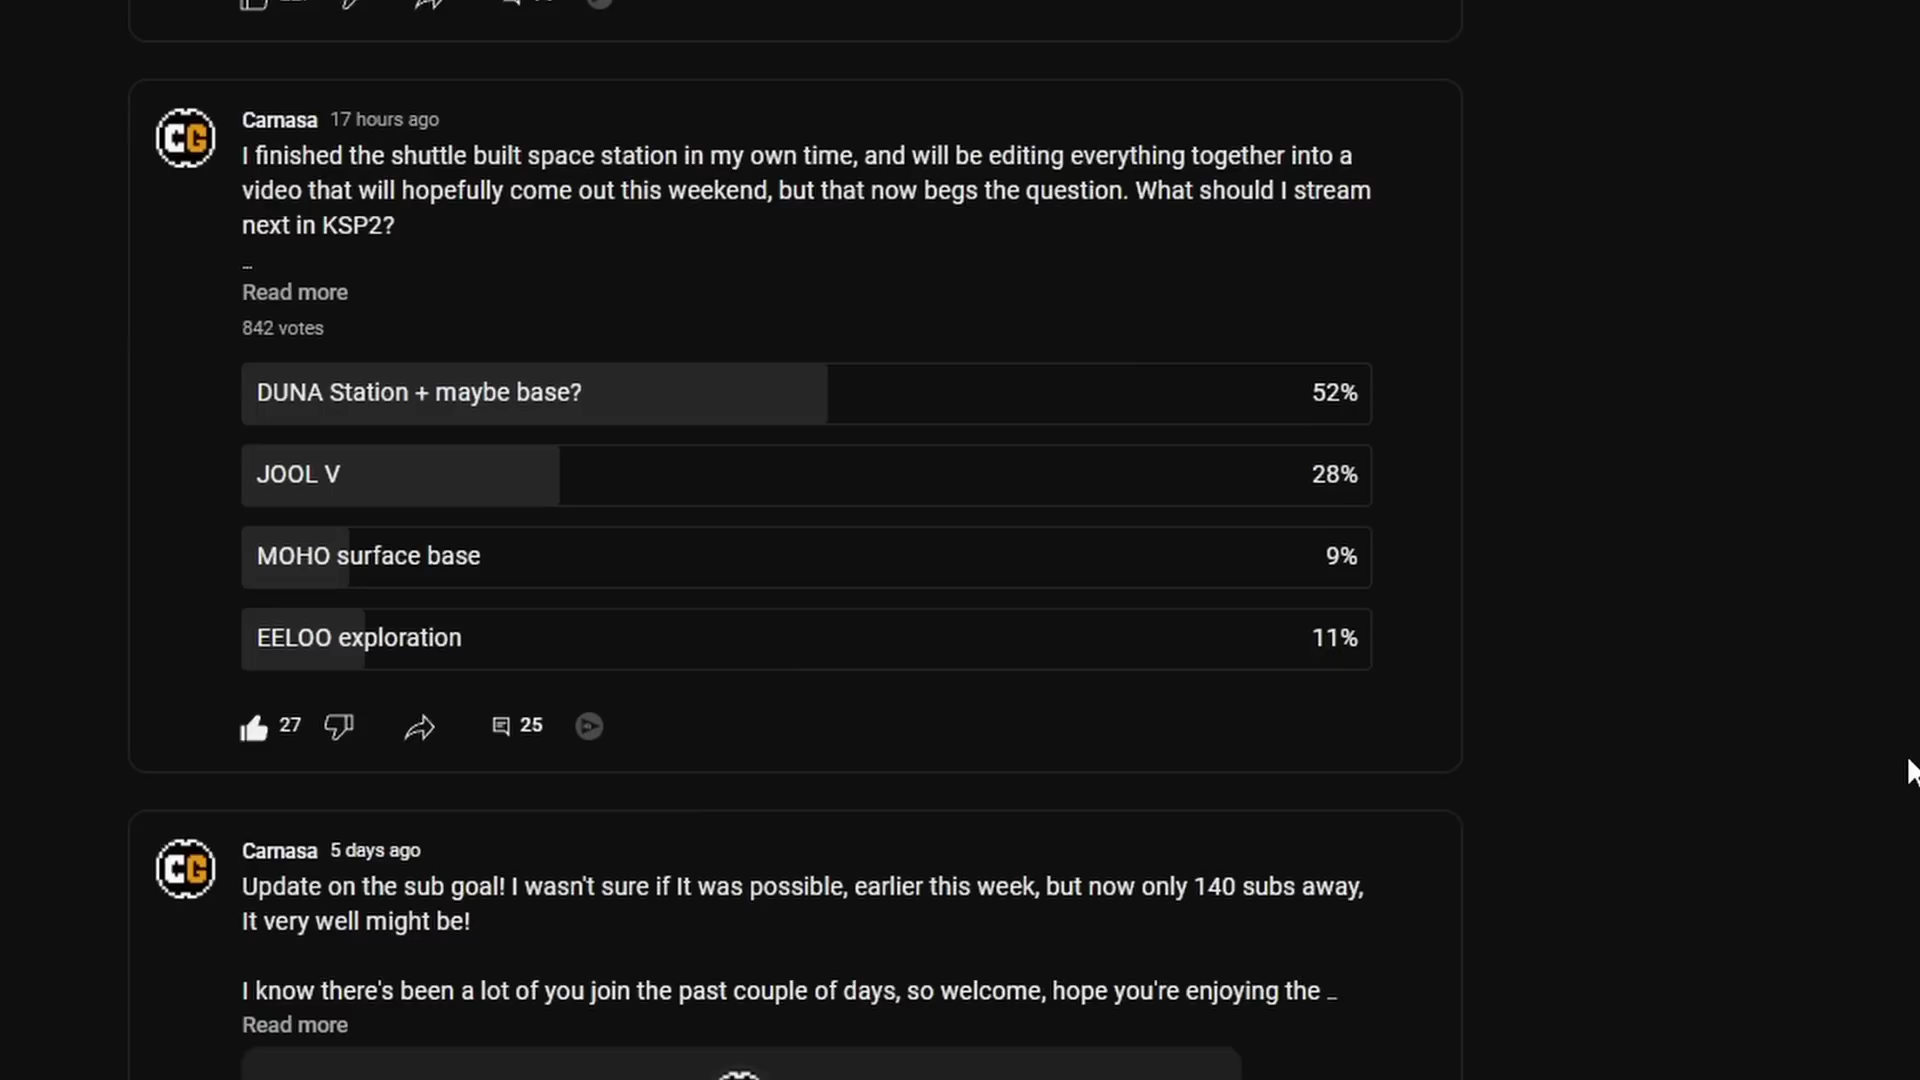 Camasa 17 hours ago
I finished the shuttle built space station in my own time, and will be editing everything together into a
video that will hopefully come out this weekend, but that now begs the question. What should I stream
next in KSP2?
...
Read more
842 votes
DUNA Station + maybe base? 52%
JOOL V 28%
MOHO surface base 9%
EELOO exploration 11%
27 25
CG
Camasa 5 days ago
Update on the sub goal! I wasn't sure if It was possible, earlier this week, but now only 140 subs away,
It very well might be!
I know there's been a lot of you join the past couple of days, so welcome, hope you're enjoying the ...
Read more
CG